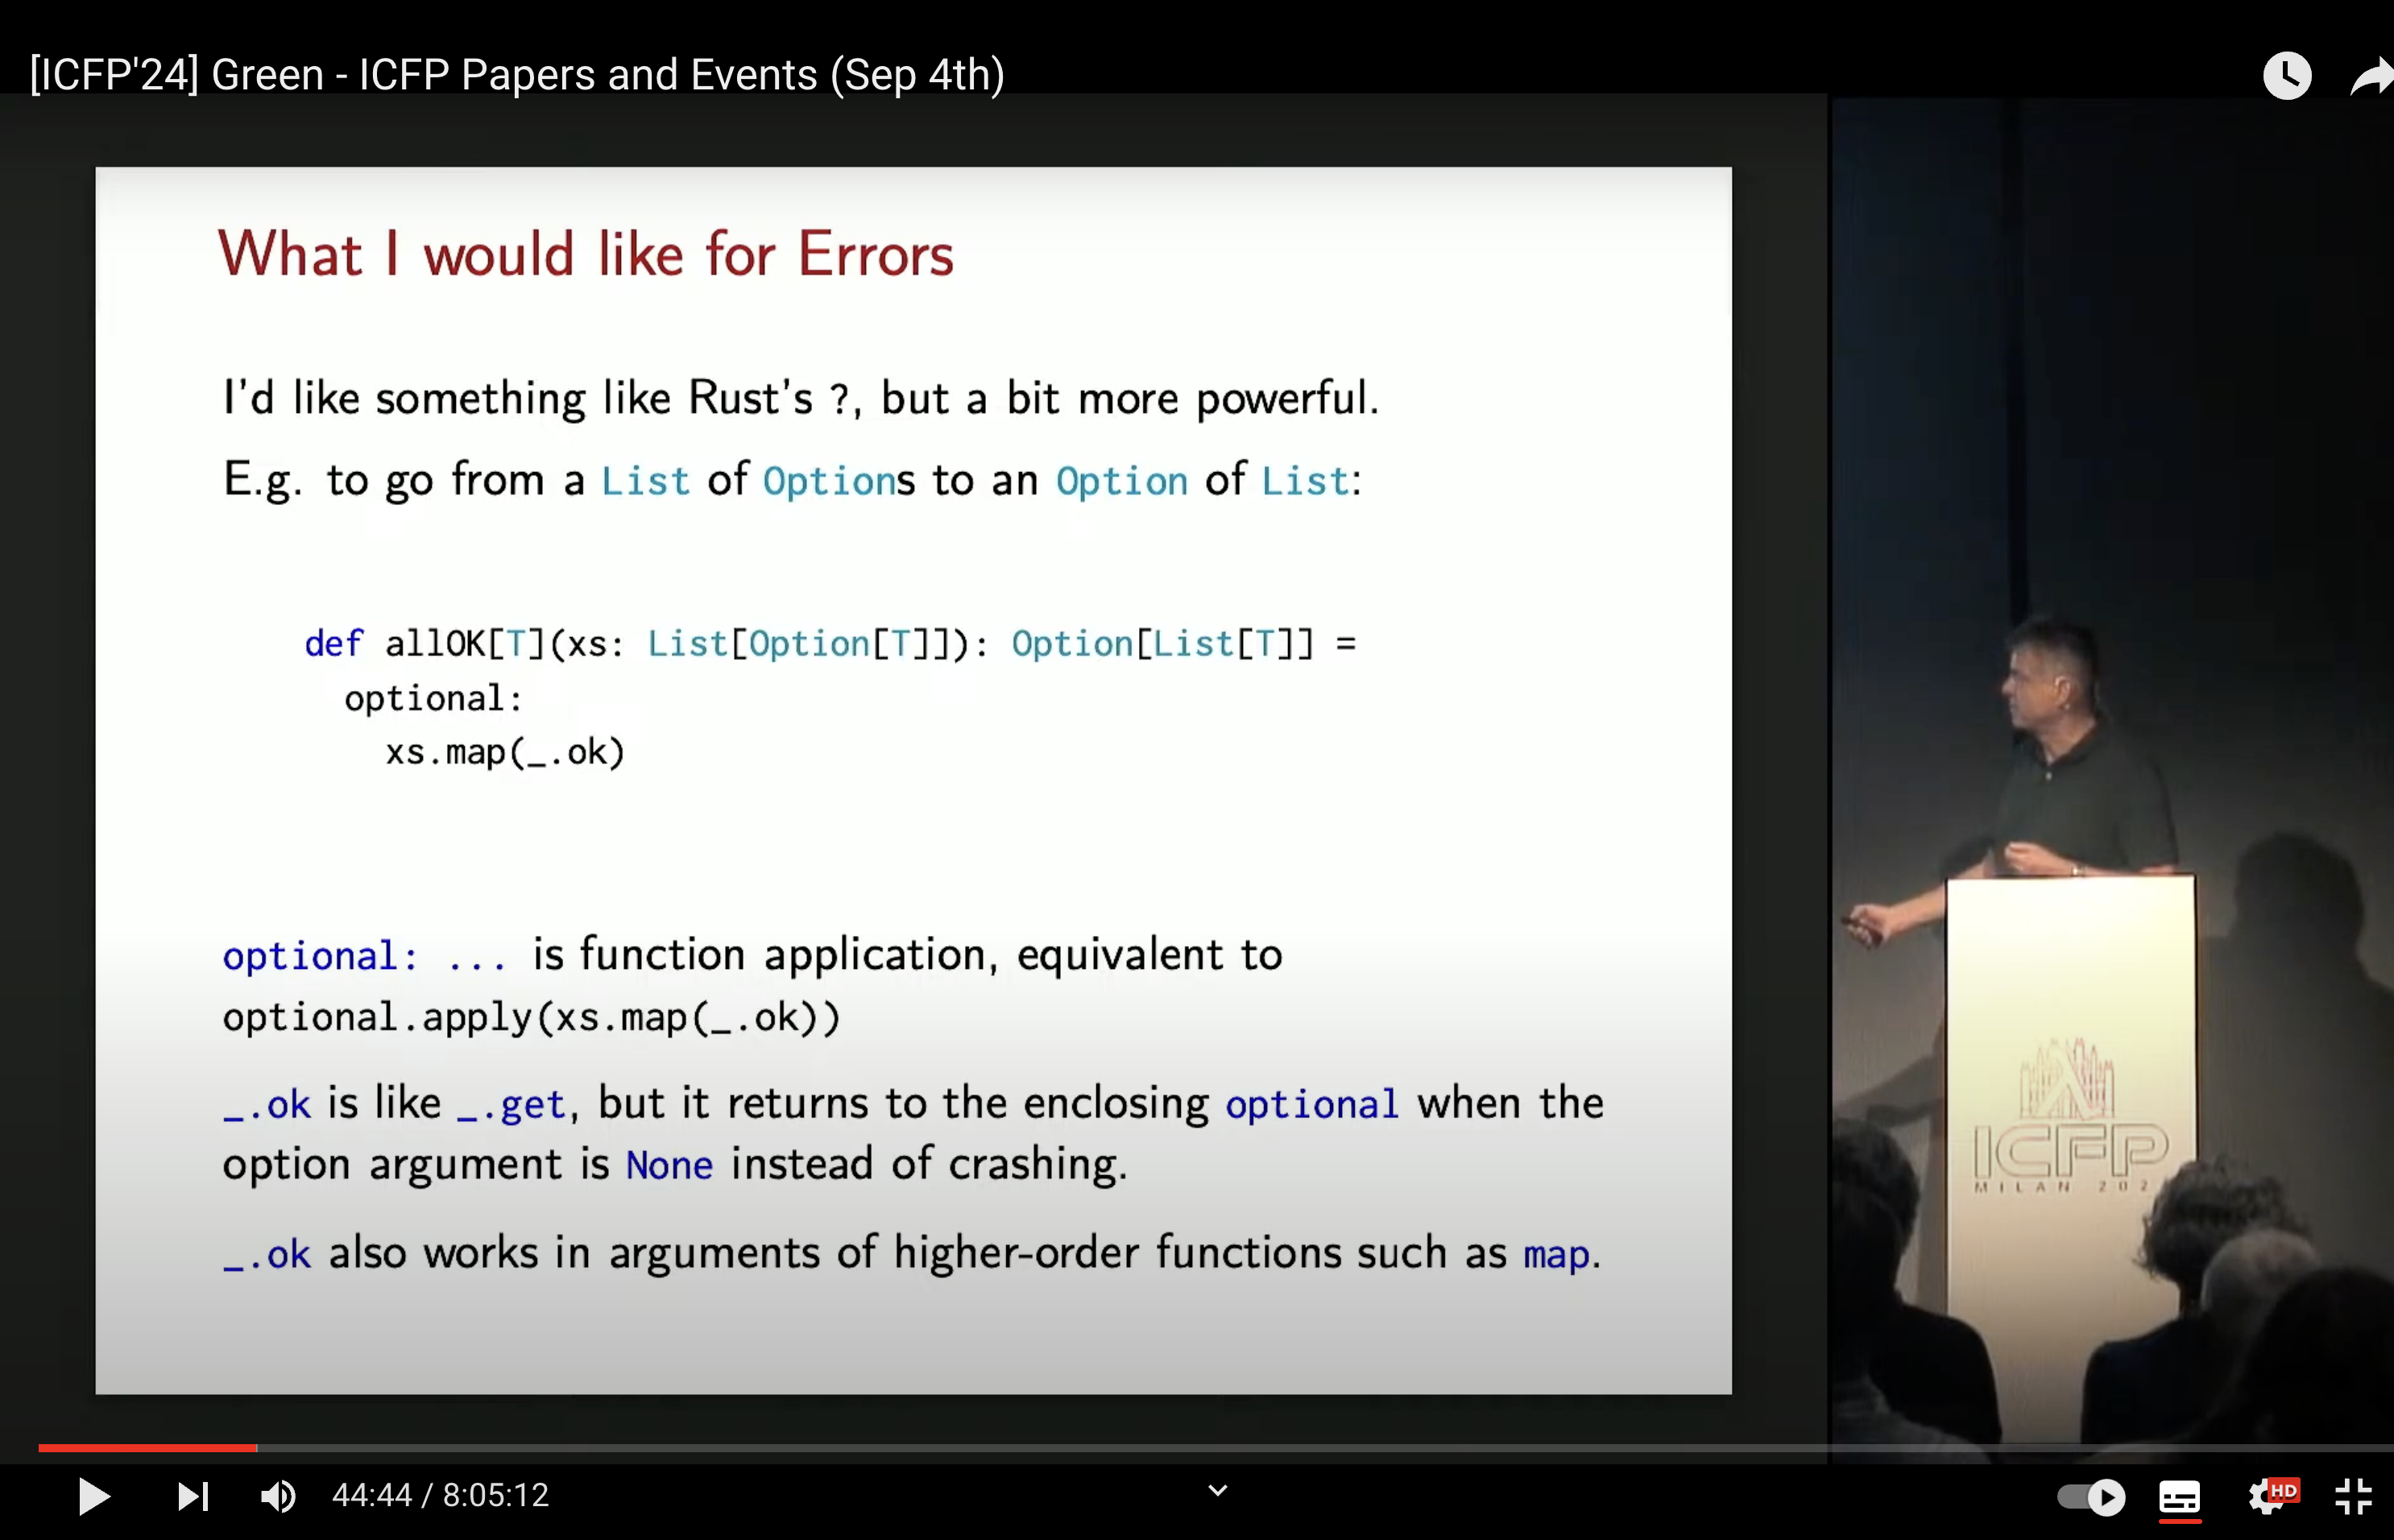 [ICFP'24] Green - ICFP Papers and Events (Sep 4th)
What I would like for Errors
I'd like something like Rust's ?, but a bit more powerful.
E.g. to go from a List of Options to an Option of List:
def allOK[T](xs: List[Option[T]]): Option[List[T]] =
optional:
xs.map(_.ok)
optional: ... is function application, equivalent to
optional.apply(xs.map(_.ok))
_.ok is like _.get, but it returns to the enclosing optional when the
option argument is None instead of crashing.
_.ok also works in arguments of higher-order functions such as map.
ICFP
MILAN 202
44:44 / 8:05:12
HD